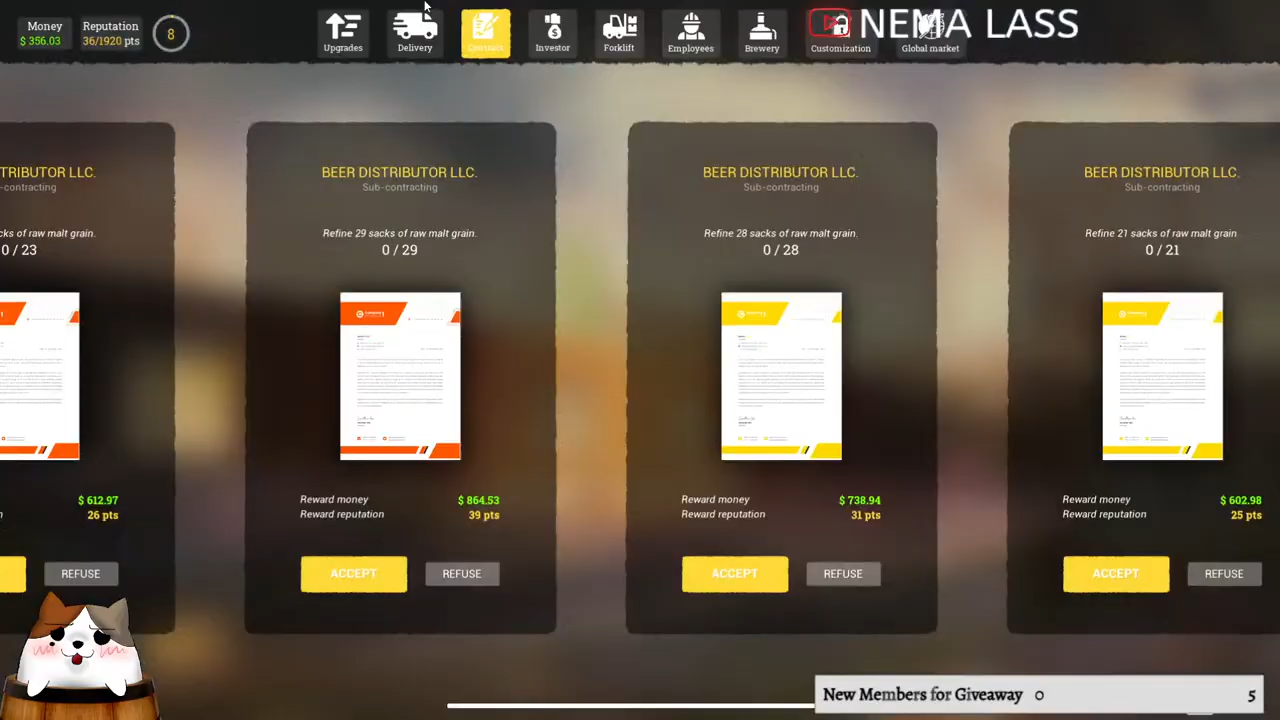 Money
$ 356.03
Reputation
36/1920 pts
8
Upgrades
Delivery
Contract
Investor
Forklift
Employees
Brewery
Customization
Global market
NEMA LASS
TRIBUTOR LLC.
-contracting
cks of raw malt grain.
0 / 23
$ 612.97
26 pts
REFUSE
BEER DISTRIBUTOR LLC.
Sub-contracting
Refine 29 sacks of raw malt grain.
0 / 29
Reward money
$ 864.53
Reward reputation
39 pts
ACCEPT
REFUSE
BEER DISTRIBUTOR LLC.
Sub-contracting
Refine 28 sacks of raw malt grain.
0 / 28
Reward money
$ 738.94
Reward reputation
31 pts
ACCEPT
REFUSE
BEER DISTRIBUTOR LLC.
Sub-contracting
Refine 21 sacks of raw malt grain
0 / 21
Reward money
$ 602.98
Reward reputation
25 pts
ACCEPT
REFUSE
New Members for Giveaway 0
5